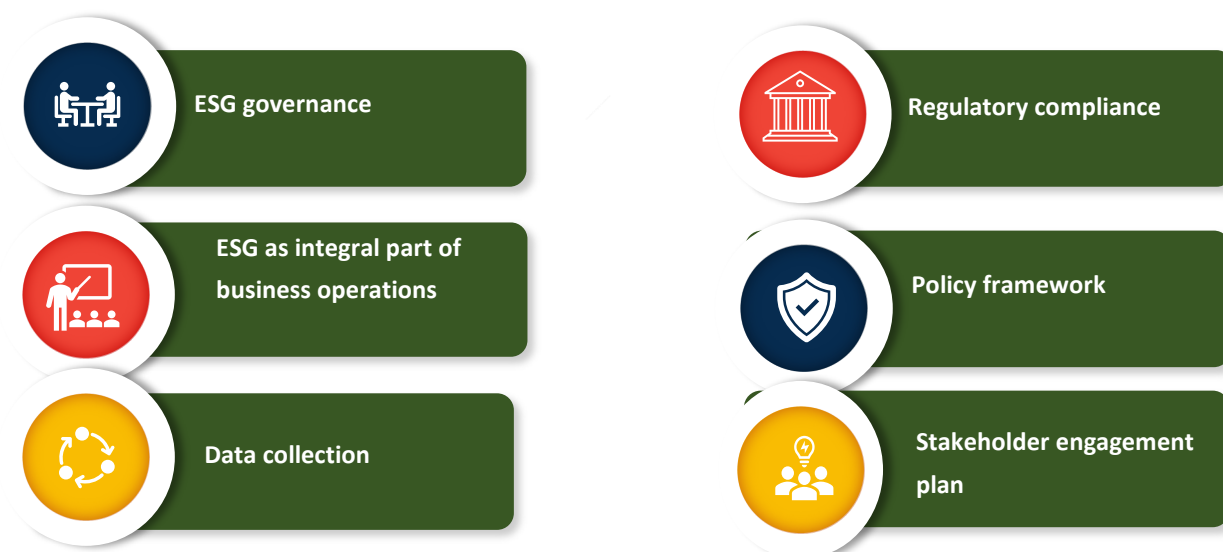 ESG governance
ESG as integral part of
business operations
Data collection
Regulatory compliance
Policy framework
Stakeholder engagement
plan